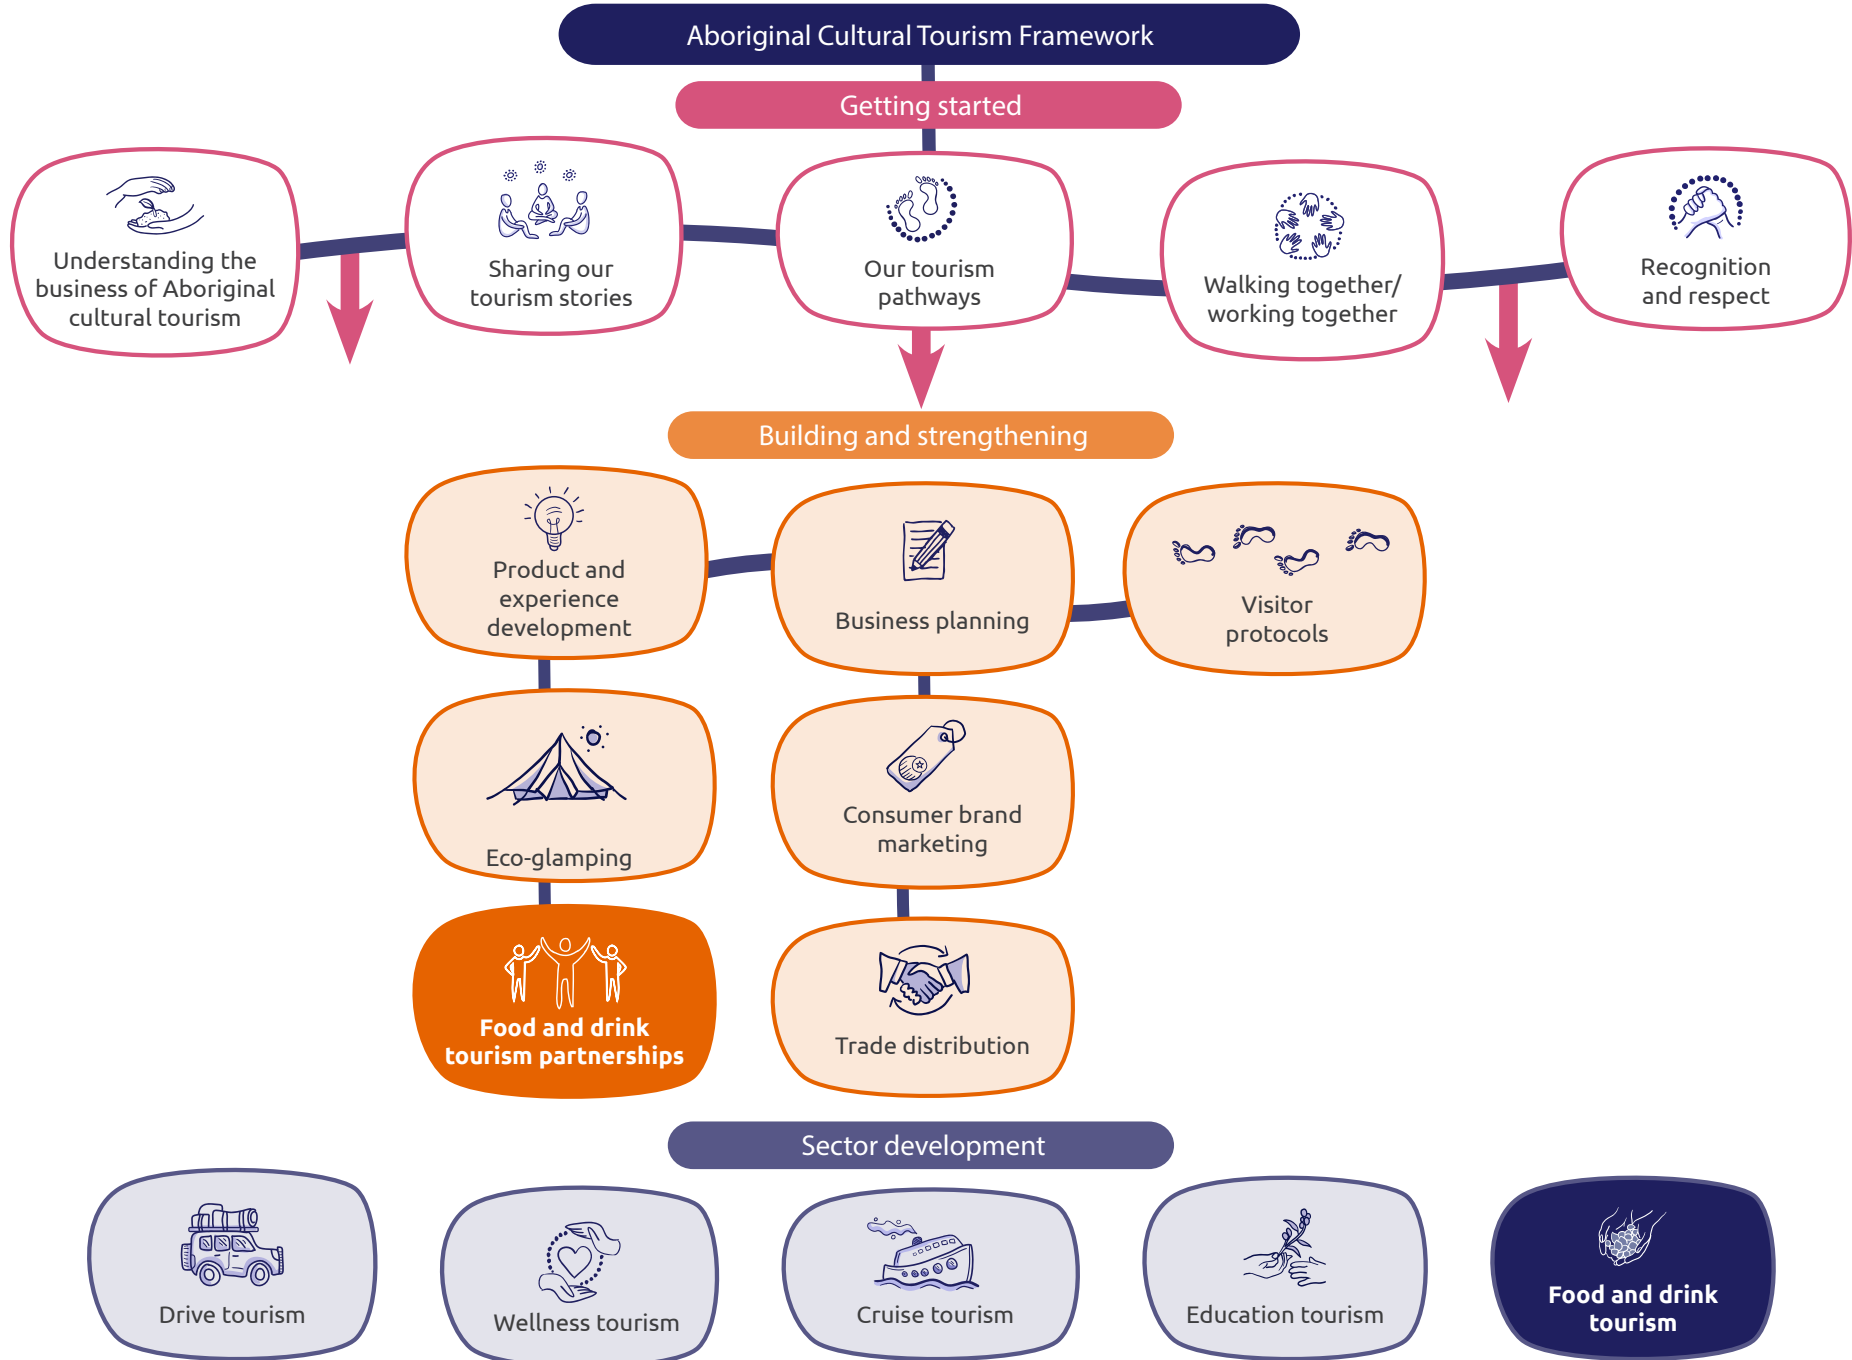 Aboriginal Cultural Tourism Framework
Getting started
Understanding the
business of Aboriginal
cultural tourism
Sharing our
tourism stories
Our tourism
pathways
Walking together/
working together
Recognition
and respect
Building and strengthening
Product and
experience
development
Business planning
Visitor
protocols
Eco-glamping
Consumer brand
marketing
Food and drink
tourism partnerships
Trade distribution
Sector development
Drive tourism
Wellness tourism
Cruise tourism
Education tourism
Food and drink
tourism